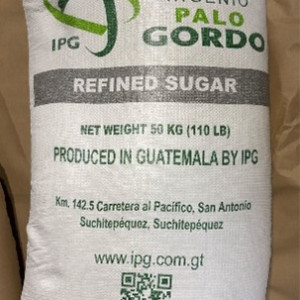 INGENIO
PALO
GORDO
IPG
REFINED SUGAR
NET WEIGHT 50 KG (110 LB)
PRODUCED IN GUATEMALA BY IPG
Km. 142.5 Carretera al Pacífico, San Antonio
Suchitepéquez, Suchitepéquez
www.ipg.com.gt